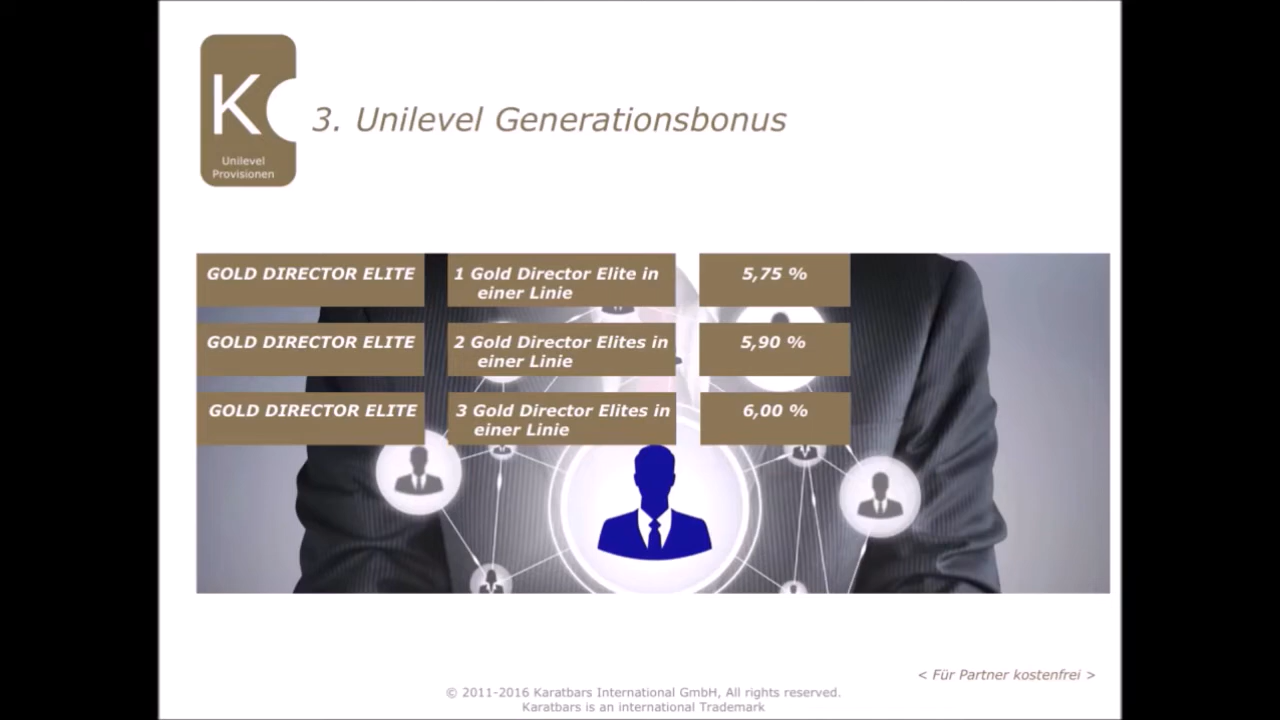 K
Unilevel
Provisionen
3. Unilevel Generationsbonus
GOLD DIRECTOR ELITE
1 Gold Director Elite in
einer Linie
5,75 %
GOLD DIRECTOR ELITE
2 Gold Director Elites in
einer Linie
5,90 %
GOLD DIRECTOR ELITE
3 Gold Director Elites in
einer Linie
6,00 %
< Für Partner kostenfrei >
© 2011-2016 Karatbars International GmbH, All rights reserved.
Karatbars is an international Trademark